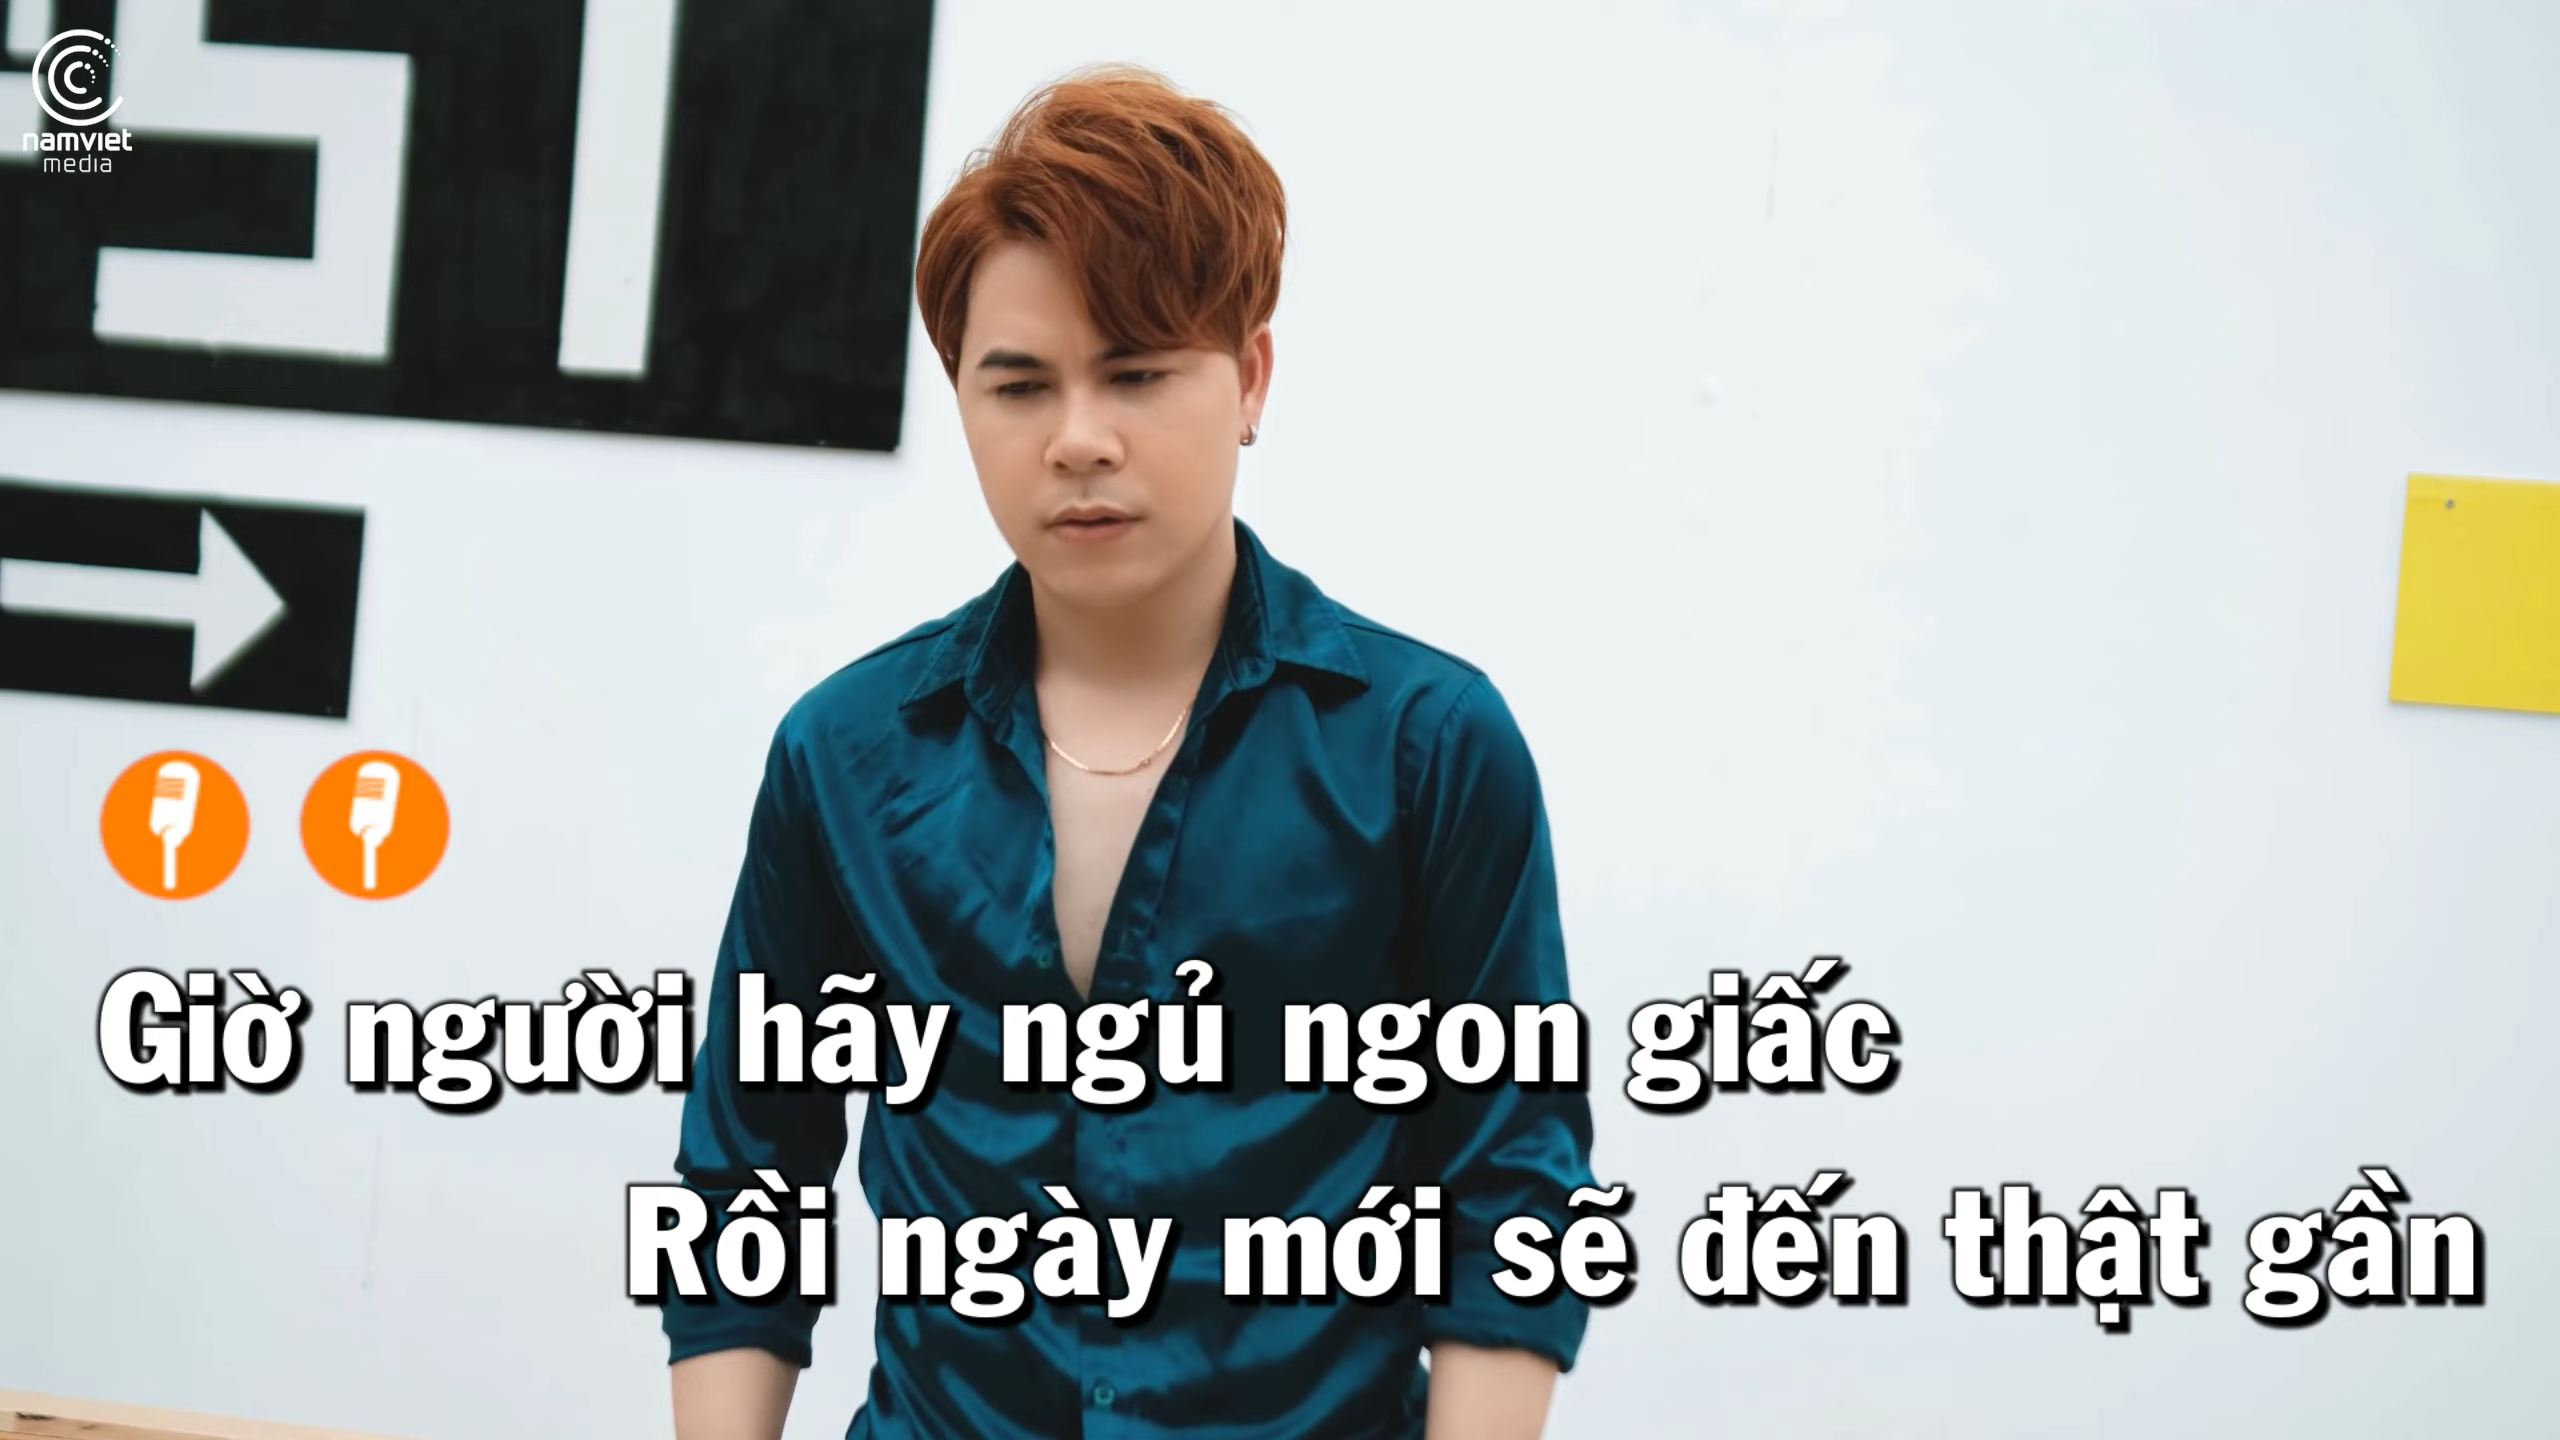 namviet
media
Giờ người hãy ngủ ngon giấc
Rồi ngày mới sẽ đến thật gần